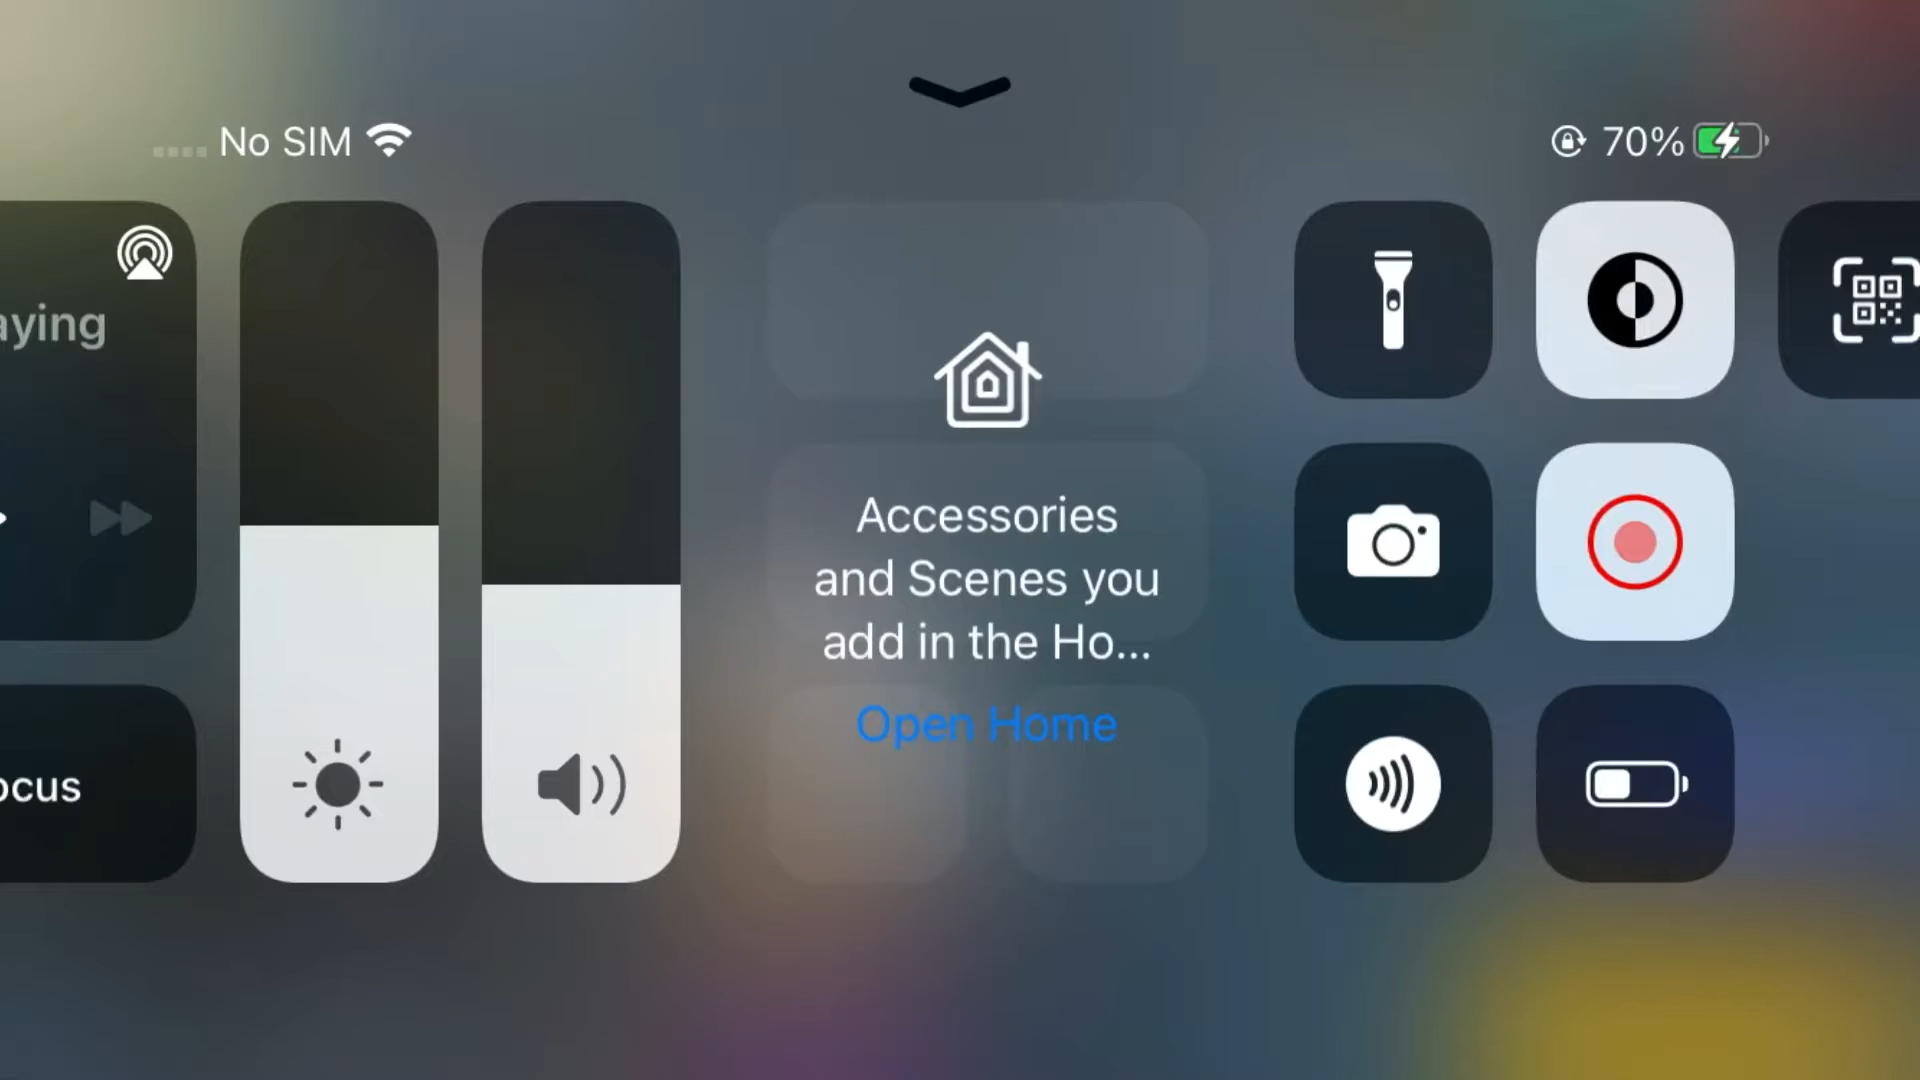 No SIM
70%
aying
Accessories
and Scenes you
add in the Ho...
Open Home
ocus